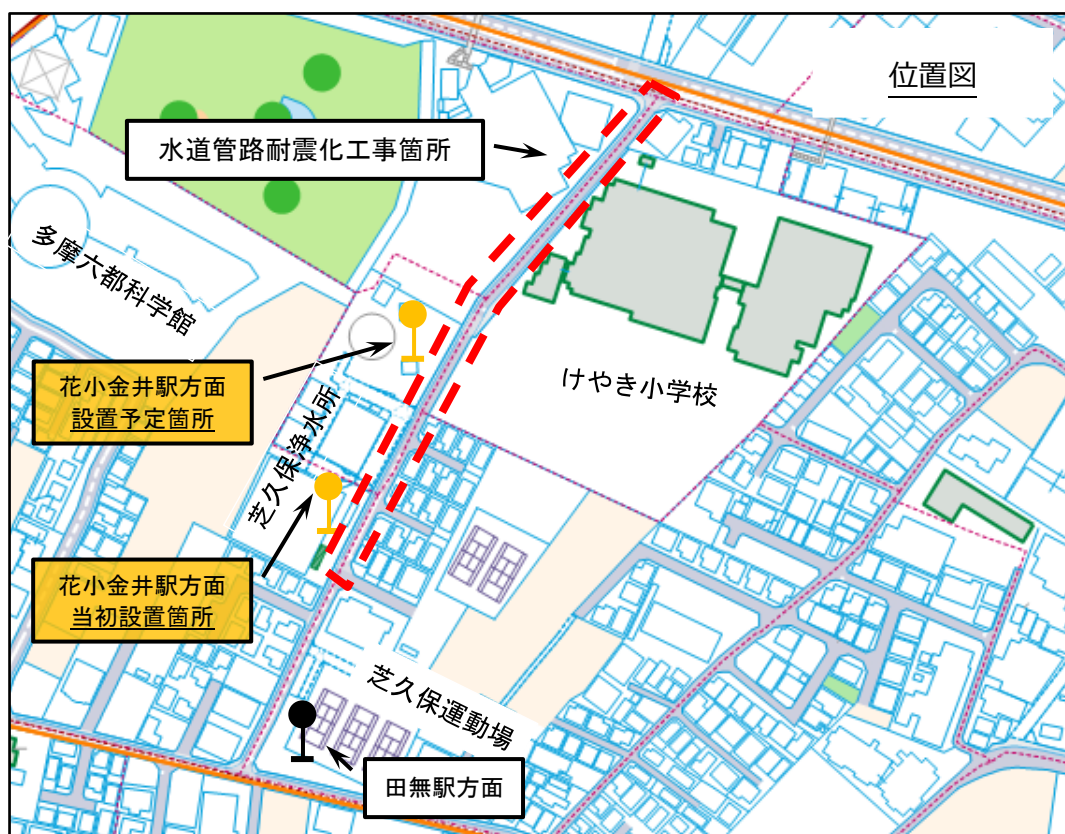 位置図
水道管路耐震化工事箇所
多摩六都科学館
花小金井駅方面
設置予定箇所
けやき小学校
芝久保浄水所
花小金井駅方面
当初設置箇所
芝久保運動場
田無駅方面